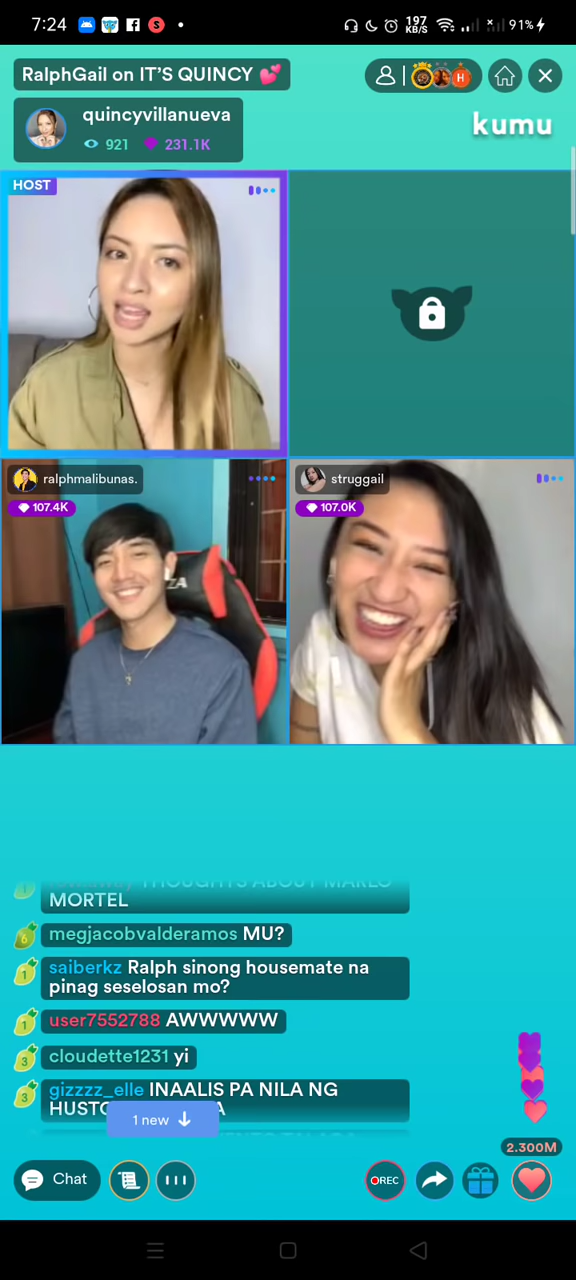 7:24
197
KB/S
91%
RalphGail on IT'S QUINCY 💕
quincyvillanueva
921 231.1K
kumu
HOST
ralphmalibunas.
107.4K
struggail
107.0K
THOUGHTS ABOUT
MORTEL
megjacobvalderamos MU?
saiberkz Ralph sinong housemate na
pinag seselosan mo?
user7552788 AWWWWW
cloudette1231 yi
gizzzz_elle INAALIS PA NILA NG
1 new
2.300M
Chat
REC